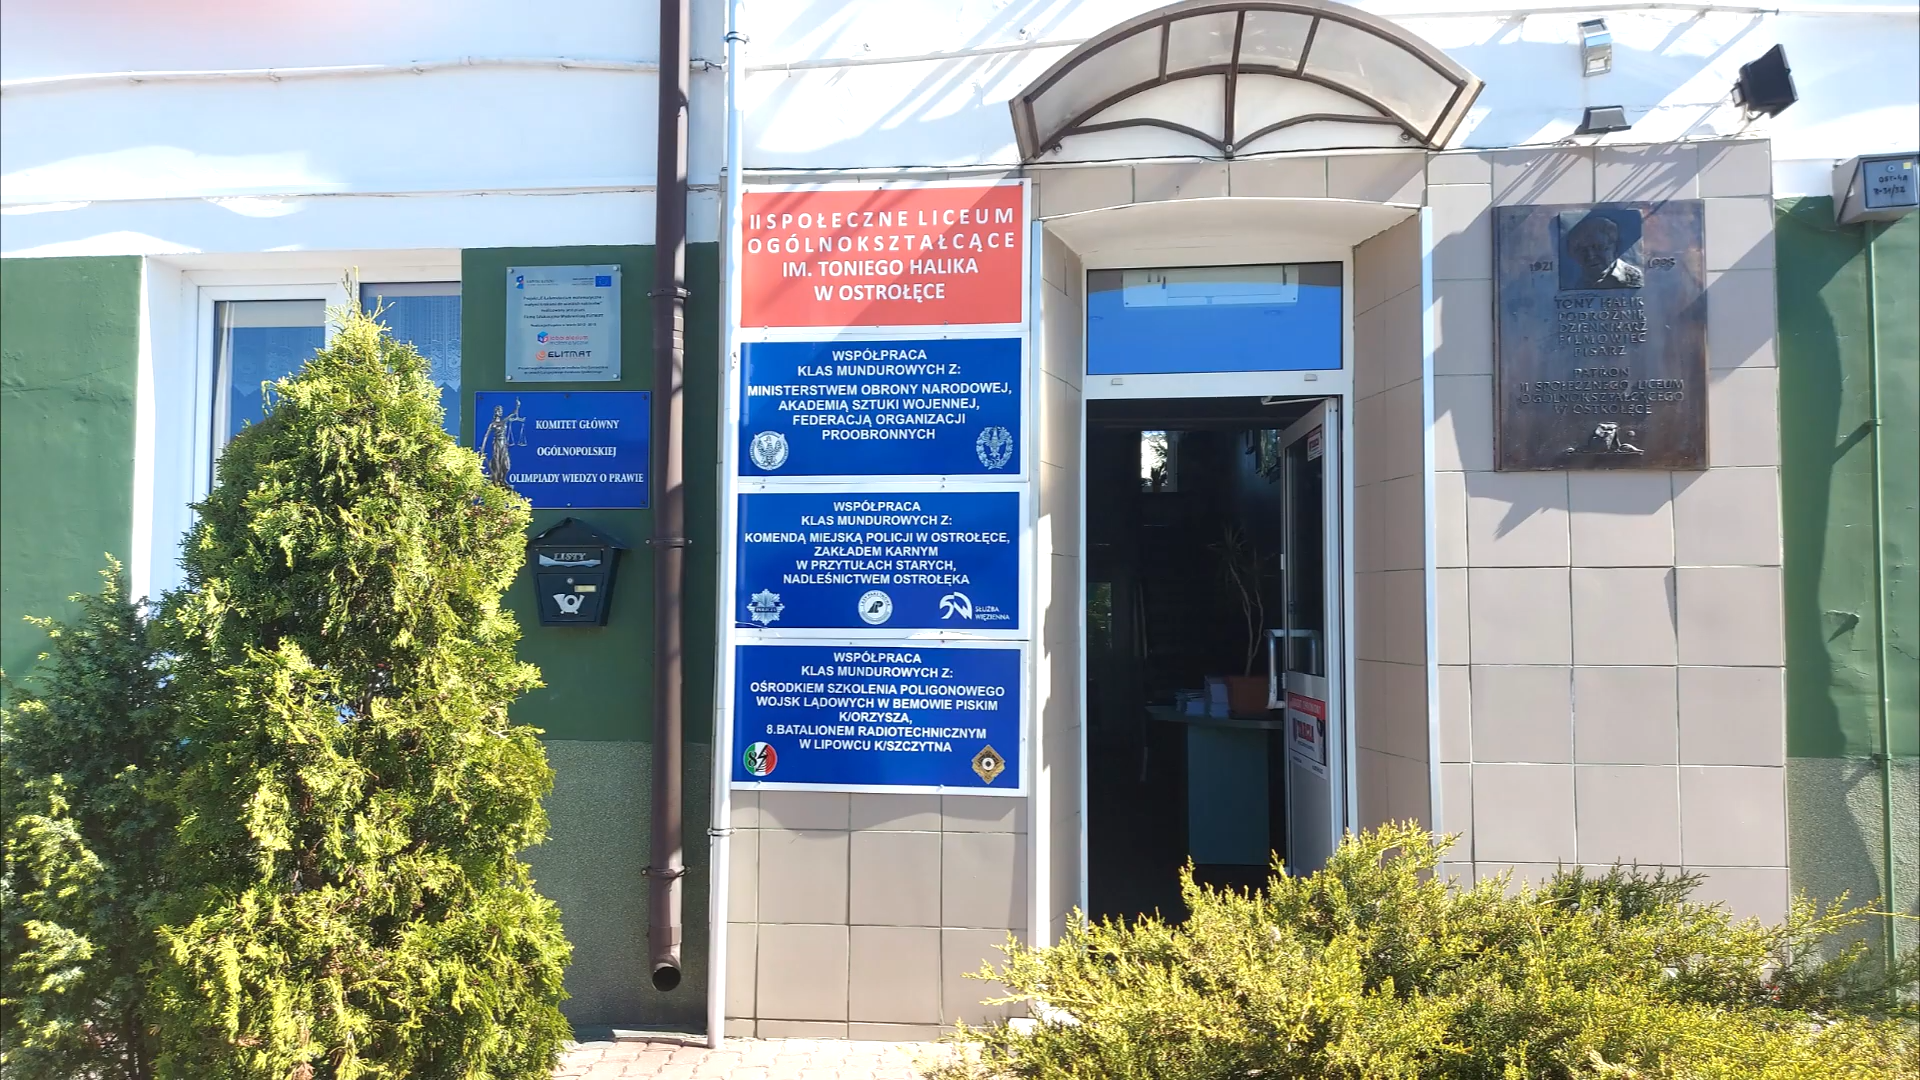 II SPOŁECZNE LICEUM
OGÓLNOKSZTAŁCĄCE
IM. TONIEGO HALIKA
W OSTROŁĘCE
WSPÓŁPRACA
KLAS MUNDUROWYCH Z:
MINISTERSTWEM OBRONY NARODOWEJ,
AKADEMIĄ SZTUKI WOJENNEJ,
FEDERACJĄ ORGANIZACJI
PROOBRONNYCH
WSPÓŁPRACA
KLAS MUNDUROWYCH Z:
KOMENDĄ MIEJSKĄ POLICJI W OSTROŁĘCE,
ZAKŁADEM KARNYM
W PRZYTUŁACH STARYCH,
NADLEŚNICTWEM OSTROŁĘKA
SŁUŻBA
WIĘZIENNA
WSPÓŁPRACA
KLAS MUNDUROWYCH Z:
OŚRODKIEM SZKOLENIA POLIGONOWEGO
WOJSK LĄDOWYCH W BEMOWIE PISKIM
K/ORZYSZA,
8.BATALIONEM RADIOTECHNICZNYM
W LIPOWCU K/SZCZYTNA
ELITMAT
KOMITET GŁÓWNY
OGÓLNOPOLSKIEJ
OLIMPIADY WIEDZY O PRAWIE
LISTY
1921
TONY HALIK
PODRÓŻNIK
DZIENNIKARZ
FILMOWIEC
PISARZ
PATRON
II SPOŁECZNEGO LICEUM
OGÓLNOKSZTAŁCĄCEGO
W OSTROŁĘCE